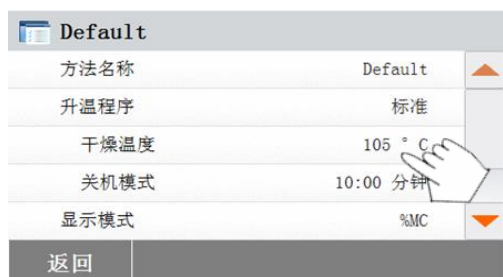 Default
方法名称 Default
升温程序 标准
干燥温度 105 °C
关机模式 10:00 分钟
显示模式 %MC
返回